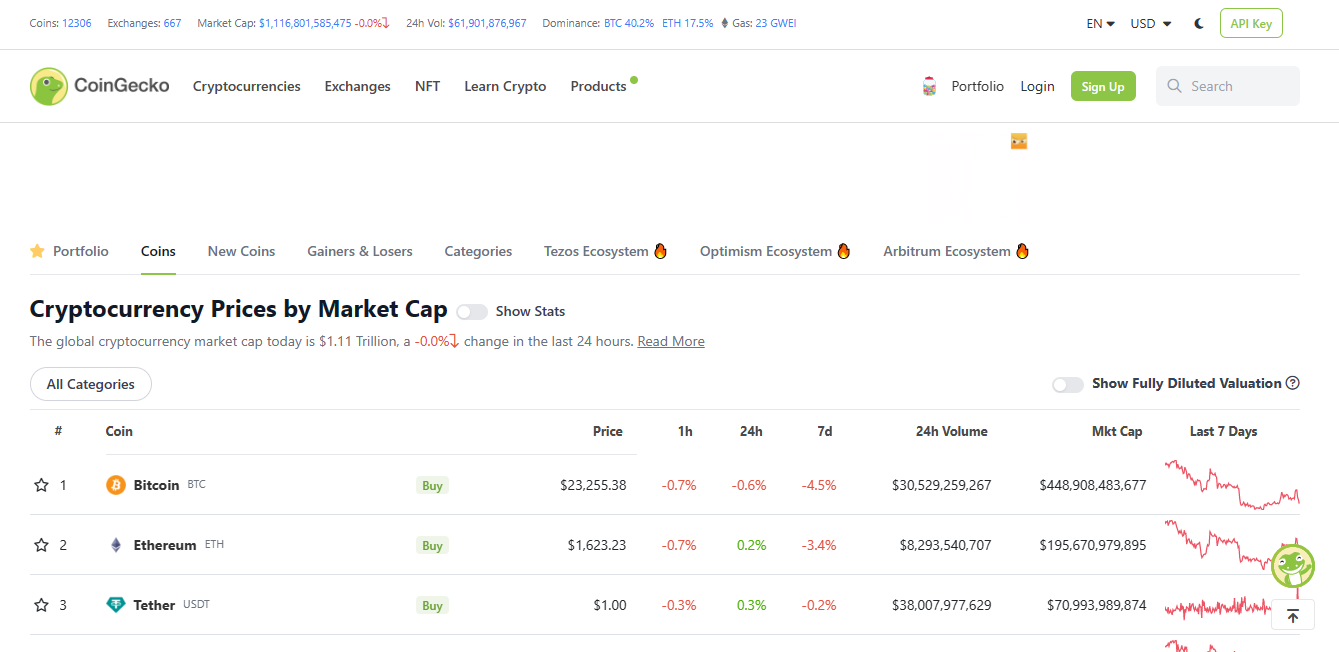 Coins: 12306 Exchanges: 667 Market Cap: $1,116,801,585,475 -0.0% 24h Vol: $61,901,876,967 Dominance: BTC 40.2% ETH 17.5% Gas: 23 GWEI EN USD API Key
CoinGecko Cryptocurrencies Exchanges NFT Learn Crypto Products Portfolio Login Sign Up Search
Portfolio Coins New Coins Gainers & Losers Categories Tezos Ecosystem Optimism Ecosystem Arbitrum Ecosystem
Cryptocurrency Prices by Market Cap Show Stats
The global cryptocurrency market cap today is $1.11 Trillion, a -0.0% change in the last 24 hours. Read More
All Categories Show Fully Diluted Valuation ?
# Coin Price 1h 24h 7d 24h Volume Mkt Cap Last 7 Days
1 Bitcoin BTC Buy $23,255.38 -0.7% -0.6% -4.5% $30,529,259,267 $448,908,483,677
2 Ethereum ETH Buy $1,623.23 -0.7% 0.2% -3.4% $8,293,540,707 $195,670,979,895
3 Tether USDT Buy $1.00 -0.3% 0.3% -0.2% $38,007,977,629 $70,993,989,874